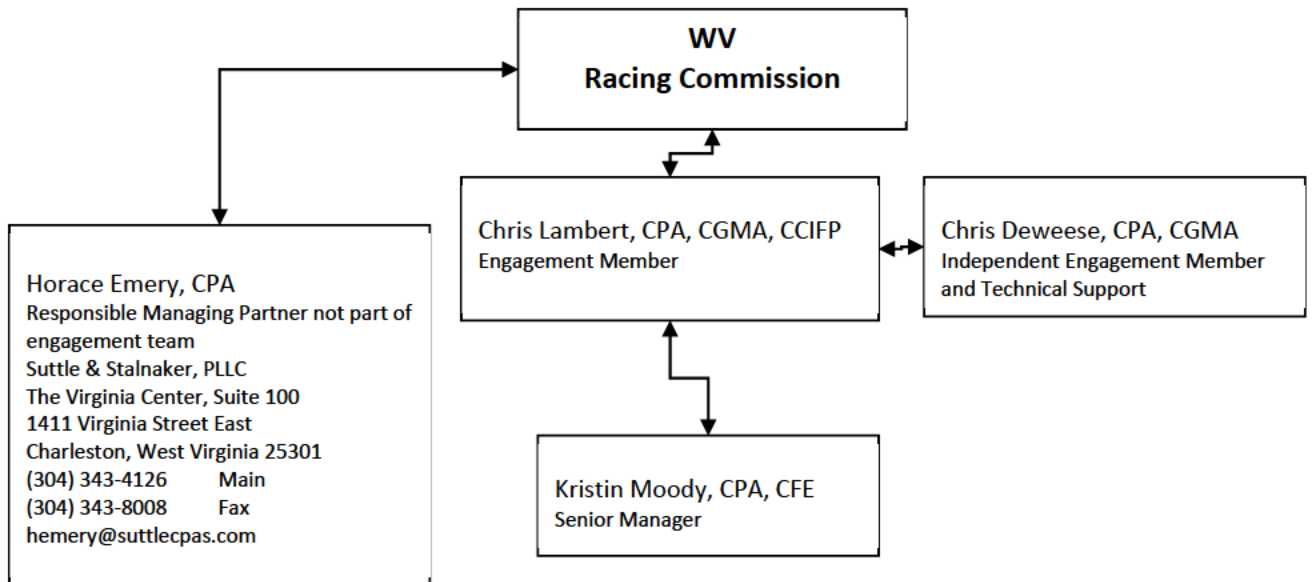 WV
Racing Commission
Chris Lambert, CPA, CGMA, CCIFP
Engagement Member
Chris Deweese, CPA, CGMA
Independent Engagement Member
and Technical Support
Horace Emery, CPA
Responsible Managing Partner not part of
engagement team
Suttle & Stalnaker, PLLC
The Virginia Center, Suite 100
1411 Virginia Street East
Charleston, West Virginia 25301
(304) 343-4126 Main
(304) 343-8008 Fax
hemery@suttlecpas.com
Kristin Moody, CPA, CFE
Senior Manager